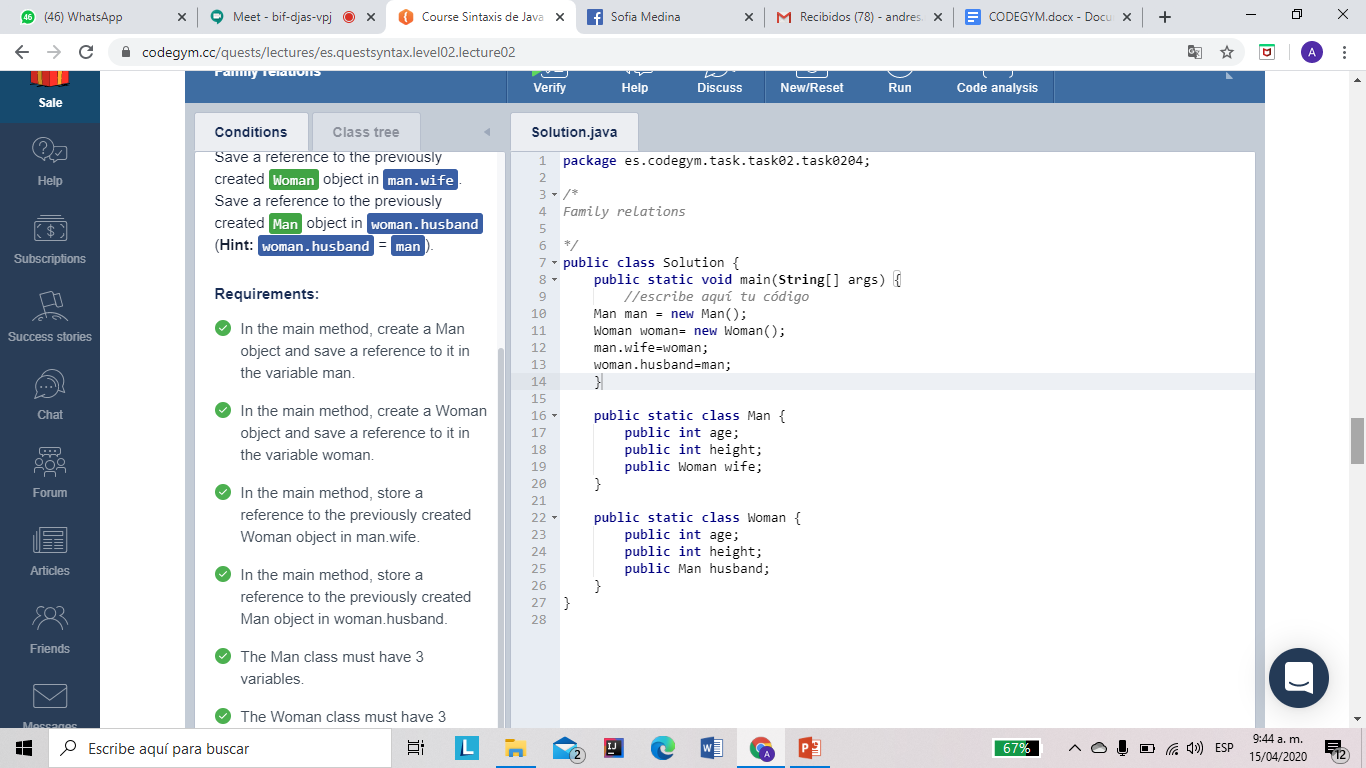 (46) WhatsApp
Meet - bif-djas-vpj
Course Sintaxis de Java
Sofía Medina
Recibidos (78) - andres.
CODEGYM.docx - Docu
codegym.cc/quests/lectures/es.questsyntax.level02.lecture02
A
Sale
Help
Subscriptions
Success stories
Chat
Forum
Articles
Friends
Messages
Family relations
Verify
Help
Discuss
New/Reset
Run
Code analysis
Conditions
Class tree
Save a reference to the previously
created Woman object in man.wife.
Save a reference to the previously
created Man object in woman.husband
(Hint: woman.husband = man).
Requirements:
In the main method, create a Man
object and save a reference to it in
the variable man.
In the main method, create a Woman
object and save a reference to it in
the variable woman.
In the main method, store a
reference to the previously created
Woman object in man.wife.
In the main method, store a
reference to the previously created
Man object in woman.husband.
The Man class must have 3
variables.
The Woman class must have 3
Solution.java
1 package es.codegym.task.task02.task0204;
2
3 /*
4 Family relations
5
6 */
7 public class Solution {
8 public static void main(String[] args) {
9 //escribe aquí tu código
10 Man man = new Man();
11 Woman woman= new Woman();
12 man.wife=woman;
13 woman.husband=man;
14 }
15
16 public static class Man {
17 public int age;
18 public int height;
19 public Woman wife;
20 }
21
22 public static class Woman {
23 public int age;
24 public int height;
25 public Man husband;
26 }
27 }
28
Escribe aquí para buscar
L
2
67%
ESP
9:44 a. m.
15/04/2020
12